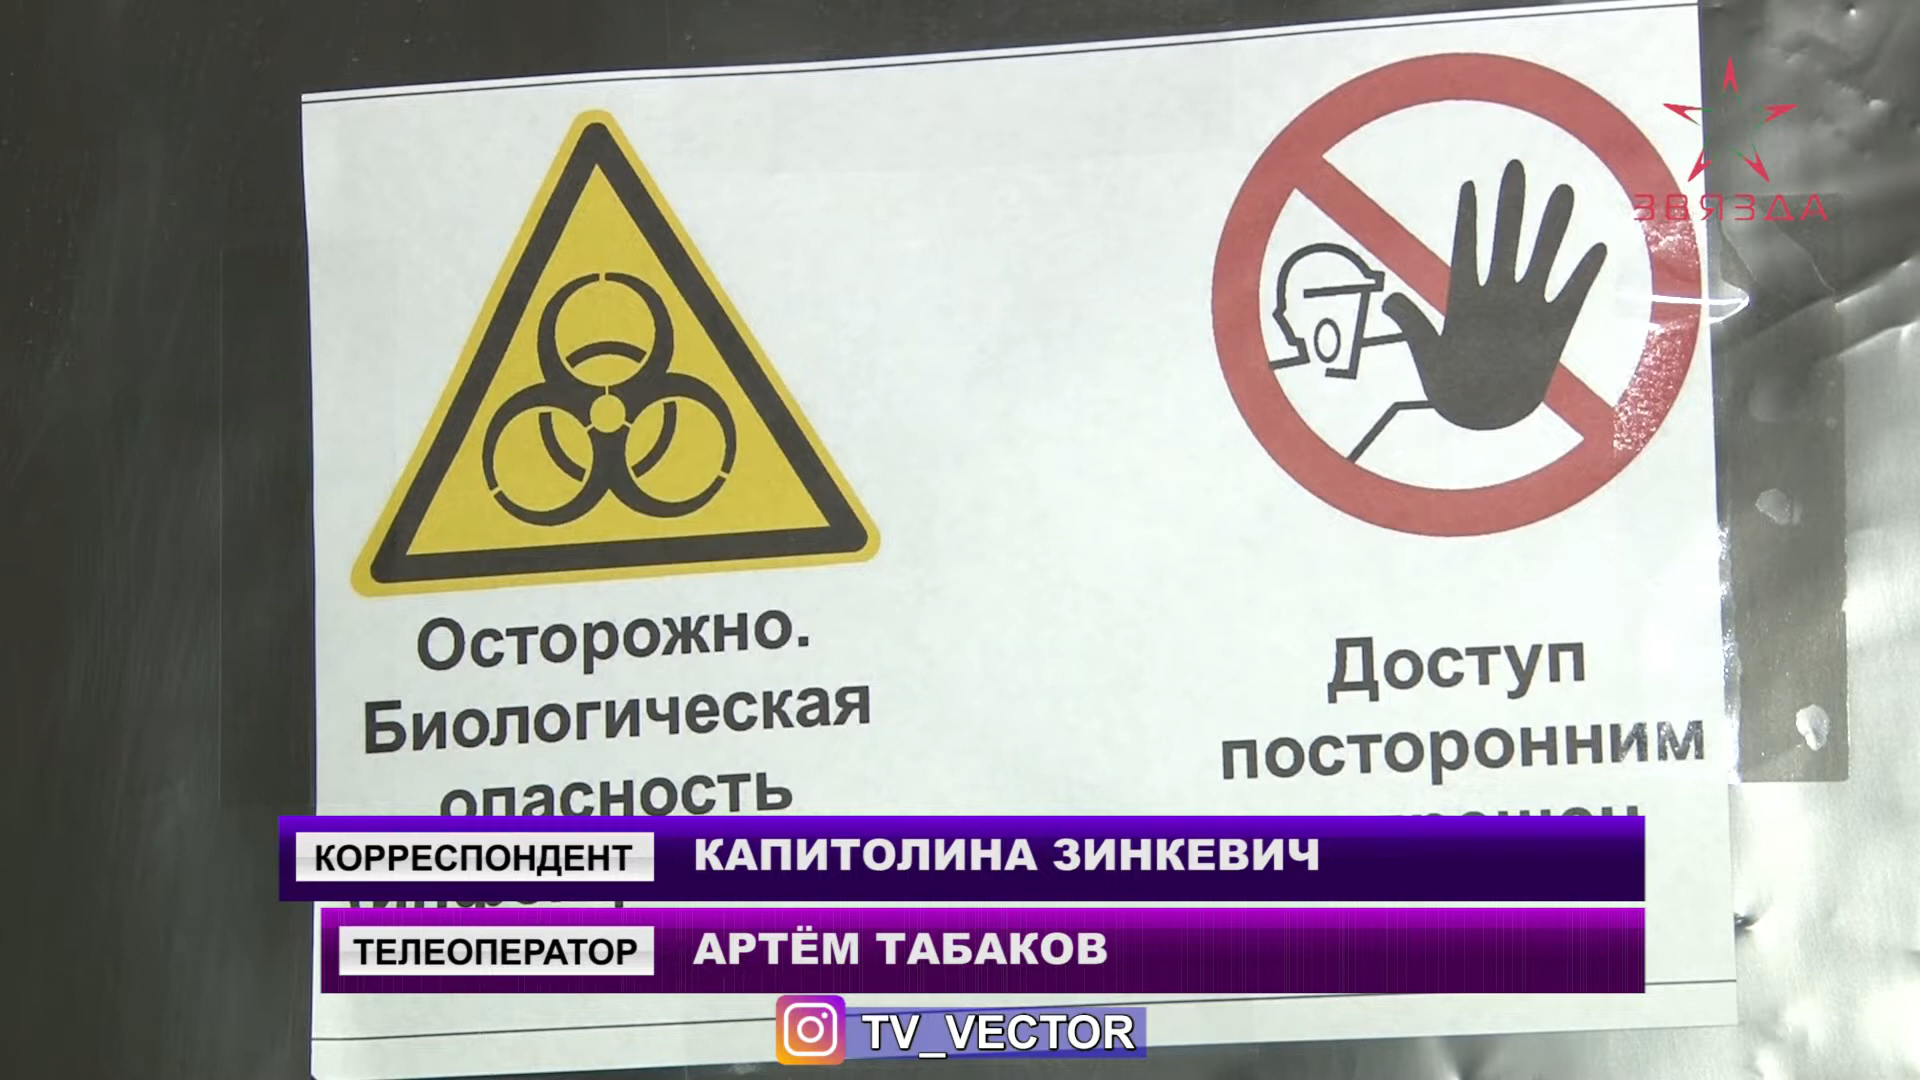 ЗВЯЗДА
Осторожно.
Биологическая
опасность
Доступ
посторонним
КОРРЕСПОНДЕНТ КАПИТОЛИНА ЗИНКЕВИЧ
ТЕЛЕОПЕРАТОР АРТЁМ ТАБАКОВ
TV_VECTOR